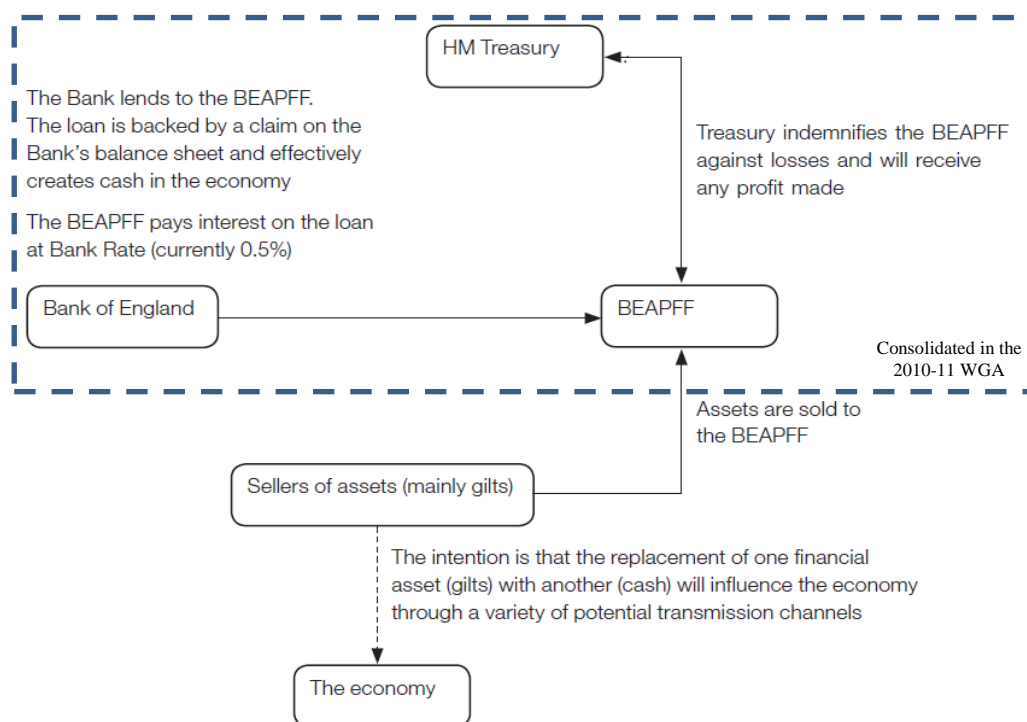 HM Treasury
The Bank lends to the BEAPFF.
The loan is backed by a claim on the
Bank's balance sheet and effectively
creates cash in the economy
The BEAPFF pays interest on the loan
at Bank Rate (currently 0.5%)
Treasury indemnifies the BEAPFF
against losses and will receive
any profit made
Bank of England
BEAPFF
Consolidated in the
2010-11 WGA
Assets are sold to
the BEAPFF
Sellers of assets (mainly gilts)
The intention is that the replacement of one financial
asset (gilts) with another (cash) will influence the economy
through a variety of potential transmission channels
The economy